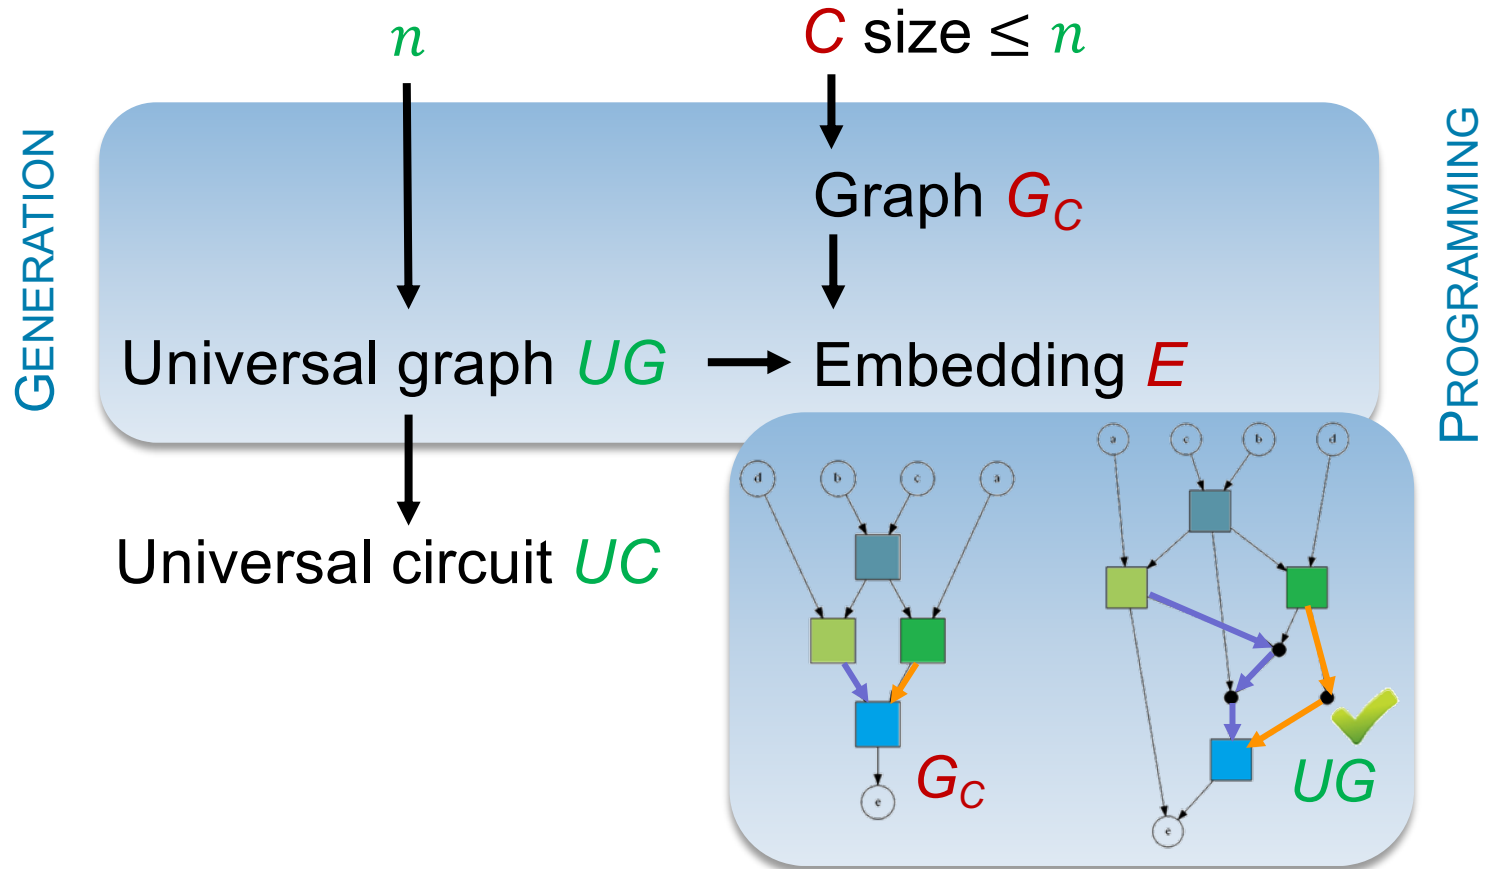 n
C size ≤ n
GENERATION
PROGRAMMING
Graph G_C
Universal graph UG
Embedding E
Universal circuit UC
a c b d
d b c a
G_C
e
UG
e